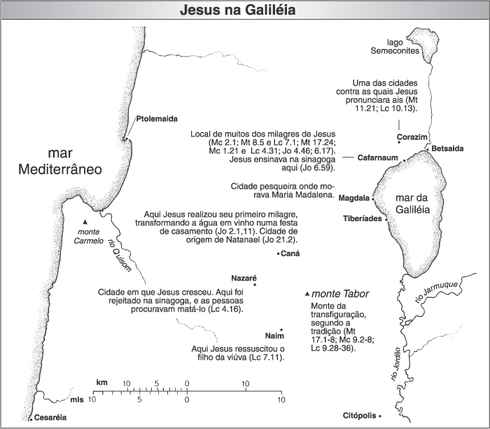 Jesus na Galiléia
lago
Semeconites
Uma das cidades
contra as quais Jesus
pronunciara ais (Mt
11.21; Lc 10.13).
Ptolemaida
Local de muitos dos milagres de Jesus
(Mc 2.1; Mt 8.5 e Lc 7.1; Mt 17.24;
Mc 1.21 e Lc 4.31; Jo 4.46; 6.17).
Jesus ensinava na sinagoga
aqui (Jo 6.59).
Corazim
Betsaida
Cafarnaum
mar
Mediterrâneo
Cidade pesqueira onde mo-
rava Maria Madalena.
Magdala
mar da
Galiléia
Tiberíades
Aqui Jesus realizou seu primeiro milagre,
transformando a água em vinho numa festa
de casamento (Jo 2.1,11). Cidade de
origem de Natanael (Jo 21.2).
monte
Carmelo
rio Quisom
Caná
Nazaré
Cidade em que Jesus cresceu. Aqui foi
rejeitado na sinagoga, e as pessoas
procuravam matá-lo (Lc 4.16).
monte Tabor
Monte da
transfiguração,
segundo a
tradição (Mt
17.1-8; Mc 9.2-8;
Lc 9.28-36).
rio Jarmuque
Naim
Aqui Jesus ressuscitou o
filho da viúva (Lc 7.11).
rio Jordão
km
10 5 0 5 10
mls
10 5 0 10
Cesaréia
Citópolis